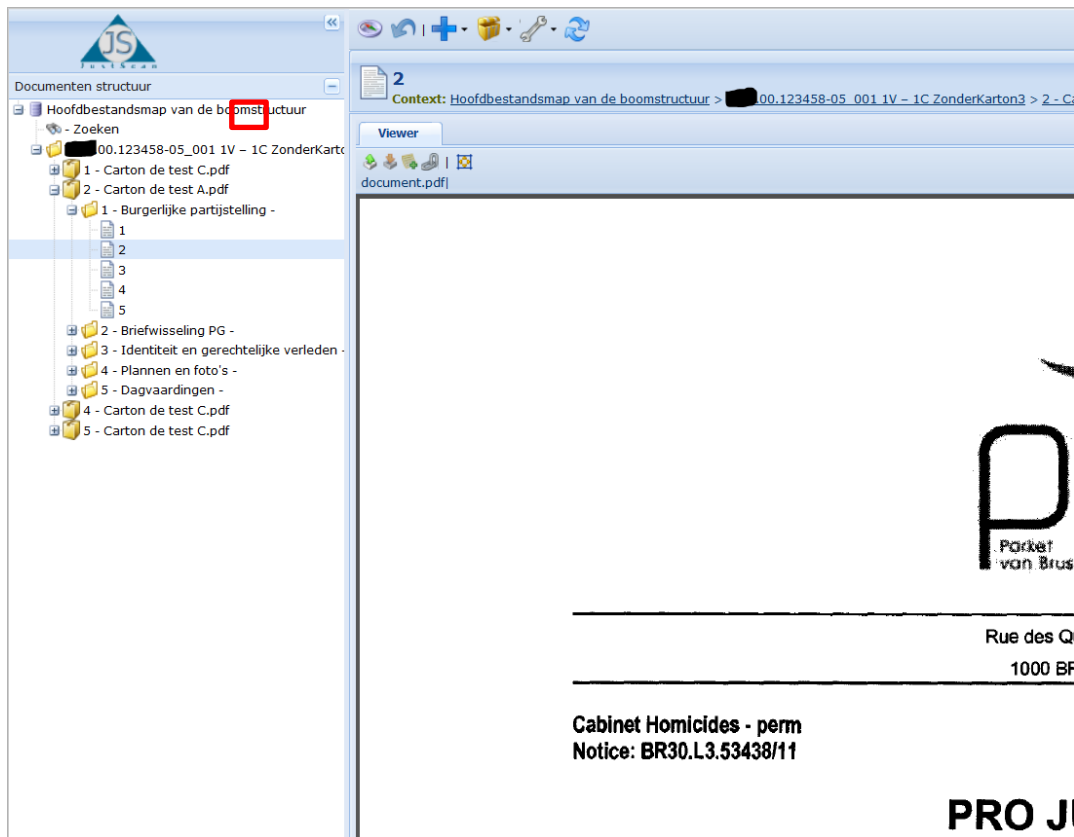 JS
JustScan
Documenten structuur
Hoofdbestandsmap van de boomstructuur
- Zoeken
00.123458-05_001 1V – 1C ZonderKarto
1 - Carton de test C.pdf
2 - Carton de test A.pdf
1 - Burgerlijke partijstelling -
1
2
3
4
5
2 - Briefwisseling PG -
3 - Identiteit en gerechtelijke verleden -
4 - Plannen en foto's -
5 - Dagvaardingen -
4 - Carton de test C.pdf
5 - Carton de test C.pdf
2
Context: Hoofdbestandsmap van de boomstructuur > 00.123458-05_001 1V – 1C ZonderKarton3 > 2 - Ca
Viewer
document.pdf|
Parket
van Brus
Rue des Qu
1000 BR
Cabinet Homicides - perm
Notice: BR30.L3.53438/11
PRO JU